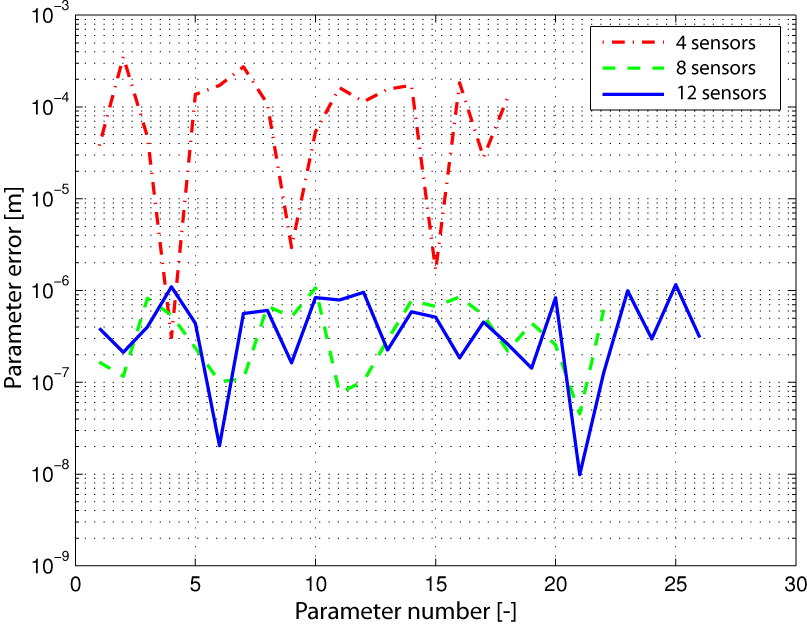 10⁻³
10⁻⁴
10⁻⁵
10⁻⁶
10⁻⁷
10⁻⁸
10⁻⁹
Parameter error [m]
4 sensors
8 sensors
12 sensors
0 5 10 15 20 25 30
Parameter number [-]